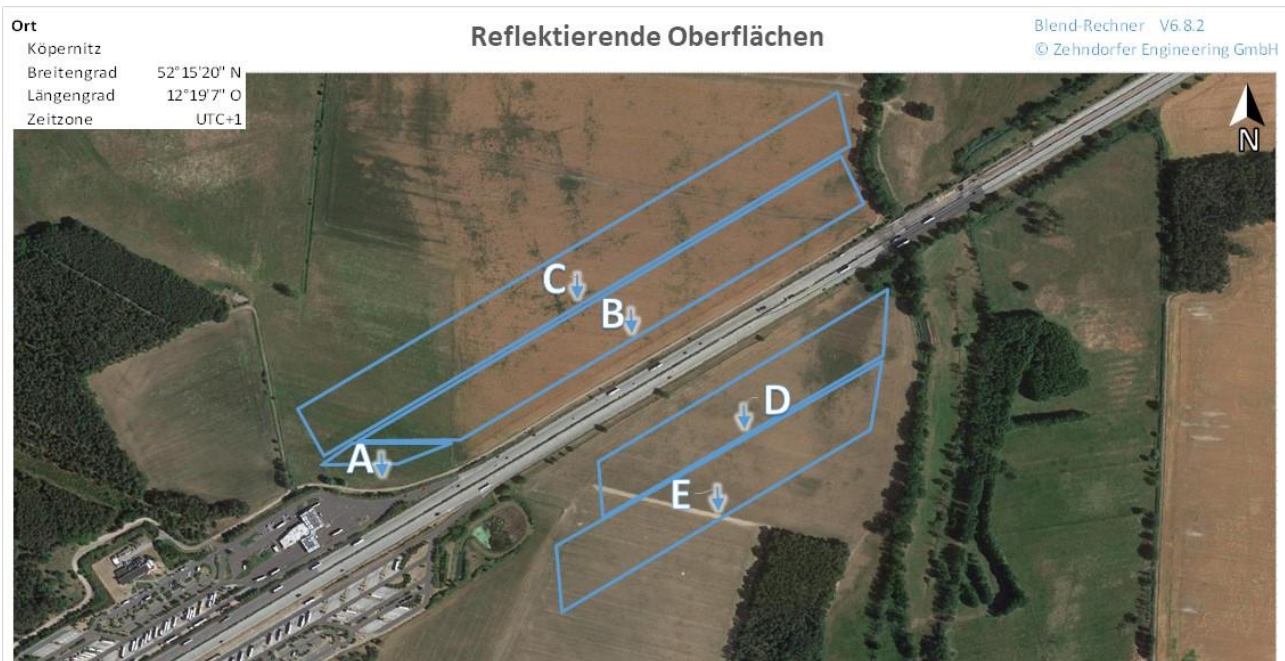 Ort
Köpernitz
Breitengrad 52°15'20" N
Längengrad 12°19'7" O
Zeitzone UTC+1
Reflektierende Oberflächen
Blend-Rechner V6.8.2
© Zehndorfer Engineering GmbH
N
C
B
D
A
E